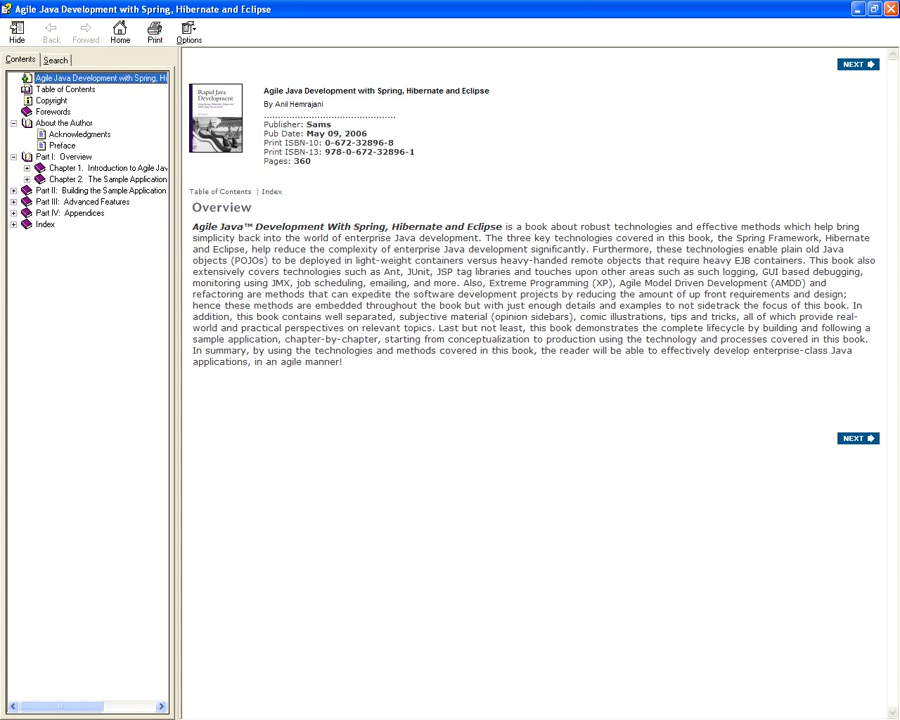 Agile Java Development with Spring, Hibernate and Eclipse
Hide Back Forward Home Print Options
Contents Search
Agile Java Development with Spring, Hi
Table of Contents
Copyright
Forewords
About the Author
Acknowledgments
Preface
Part I: Overview
Chapter 1. Introduction to Agile Jav
Chapter 2. The Sample Application
Part II: Building the Sample Application
Part III: Advanced Features
Part IV: Appendices
Index
NEXT
Rapid Java
Development
Agile Java Development with Spring, Hibernate and Eclipse
By Anil Hemrajani
...............................................
Publisher: Sams
Pub Date: May 09, 2006
Print ISBN-10: 0-672-32896-8
Print ISBN-13: 978-0-672-32896-1
Pages: 360
Table of Contents | Index
Overview
Agile Java™ Development With Spring, Hibernate and Eclipse is a book about robust technologies and effective methods which help bring
simplicity back into the world of enterprise Java development. The three key technologies covered in this book, the Spring Framework, Hibernate
and Eclipse, help reduce the complexity of enterprise Java development significantly. Furthermore, these technologies enable plain old Java
objects (POJOs) to be deployed in light-weight containers versus heavy-handed remote objects that require heavy EJB containers. This book also
extensively covers technologies such as Ant, JUnit, JSP tag libraries and touches upon other areas such as such logging, GUI based debugging,
monitoring using JMX, job scheduling, emailing, and more. Also, Extreme Programming (XP), Agile Model Driven Development (AMDD) and
refactoring are methods that can expedite the software development projects by reducing the amount of up front requirements and design;
hence these methods are embedded throughout the book but with just enough details and examples to not sidetrack the focus of this book. In
addition, this book contains well separated, subjective material (opinion sidebars), comic illustrations, tips and tricks, all of which provide real-
world and practical perspectives on relevant topics. Last but not least, this book demonstrates the complete lifecycle by building and following a
sample application, chapter-by-chapter, starting from conceptualization to production using the technology and processes covered in this book.
In summary, by using the technologies and methods covered in this book, the reader will be able to effectively develop enterprise-class Java
applications, in an agile manner!
NEXT